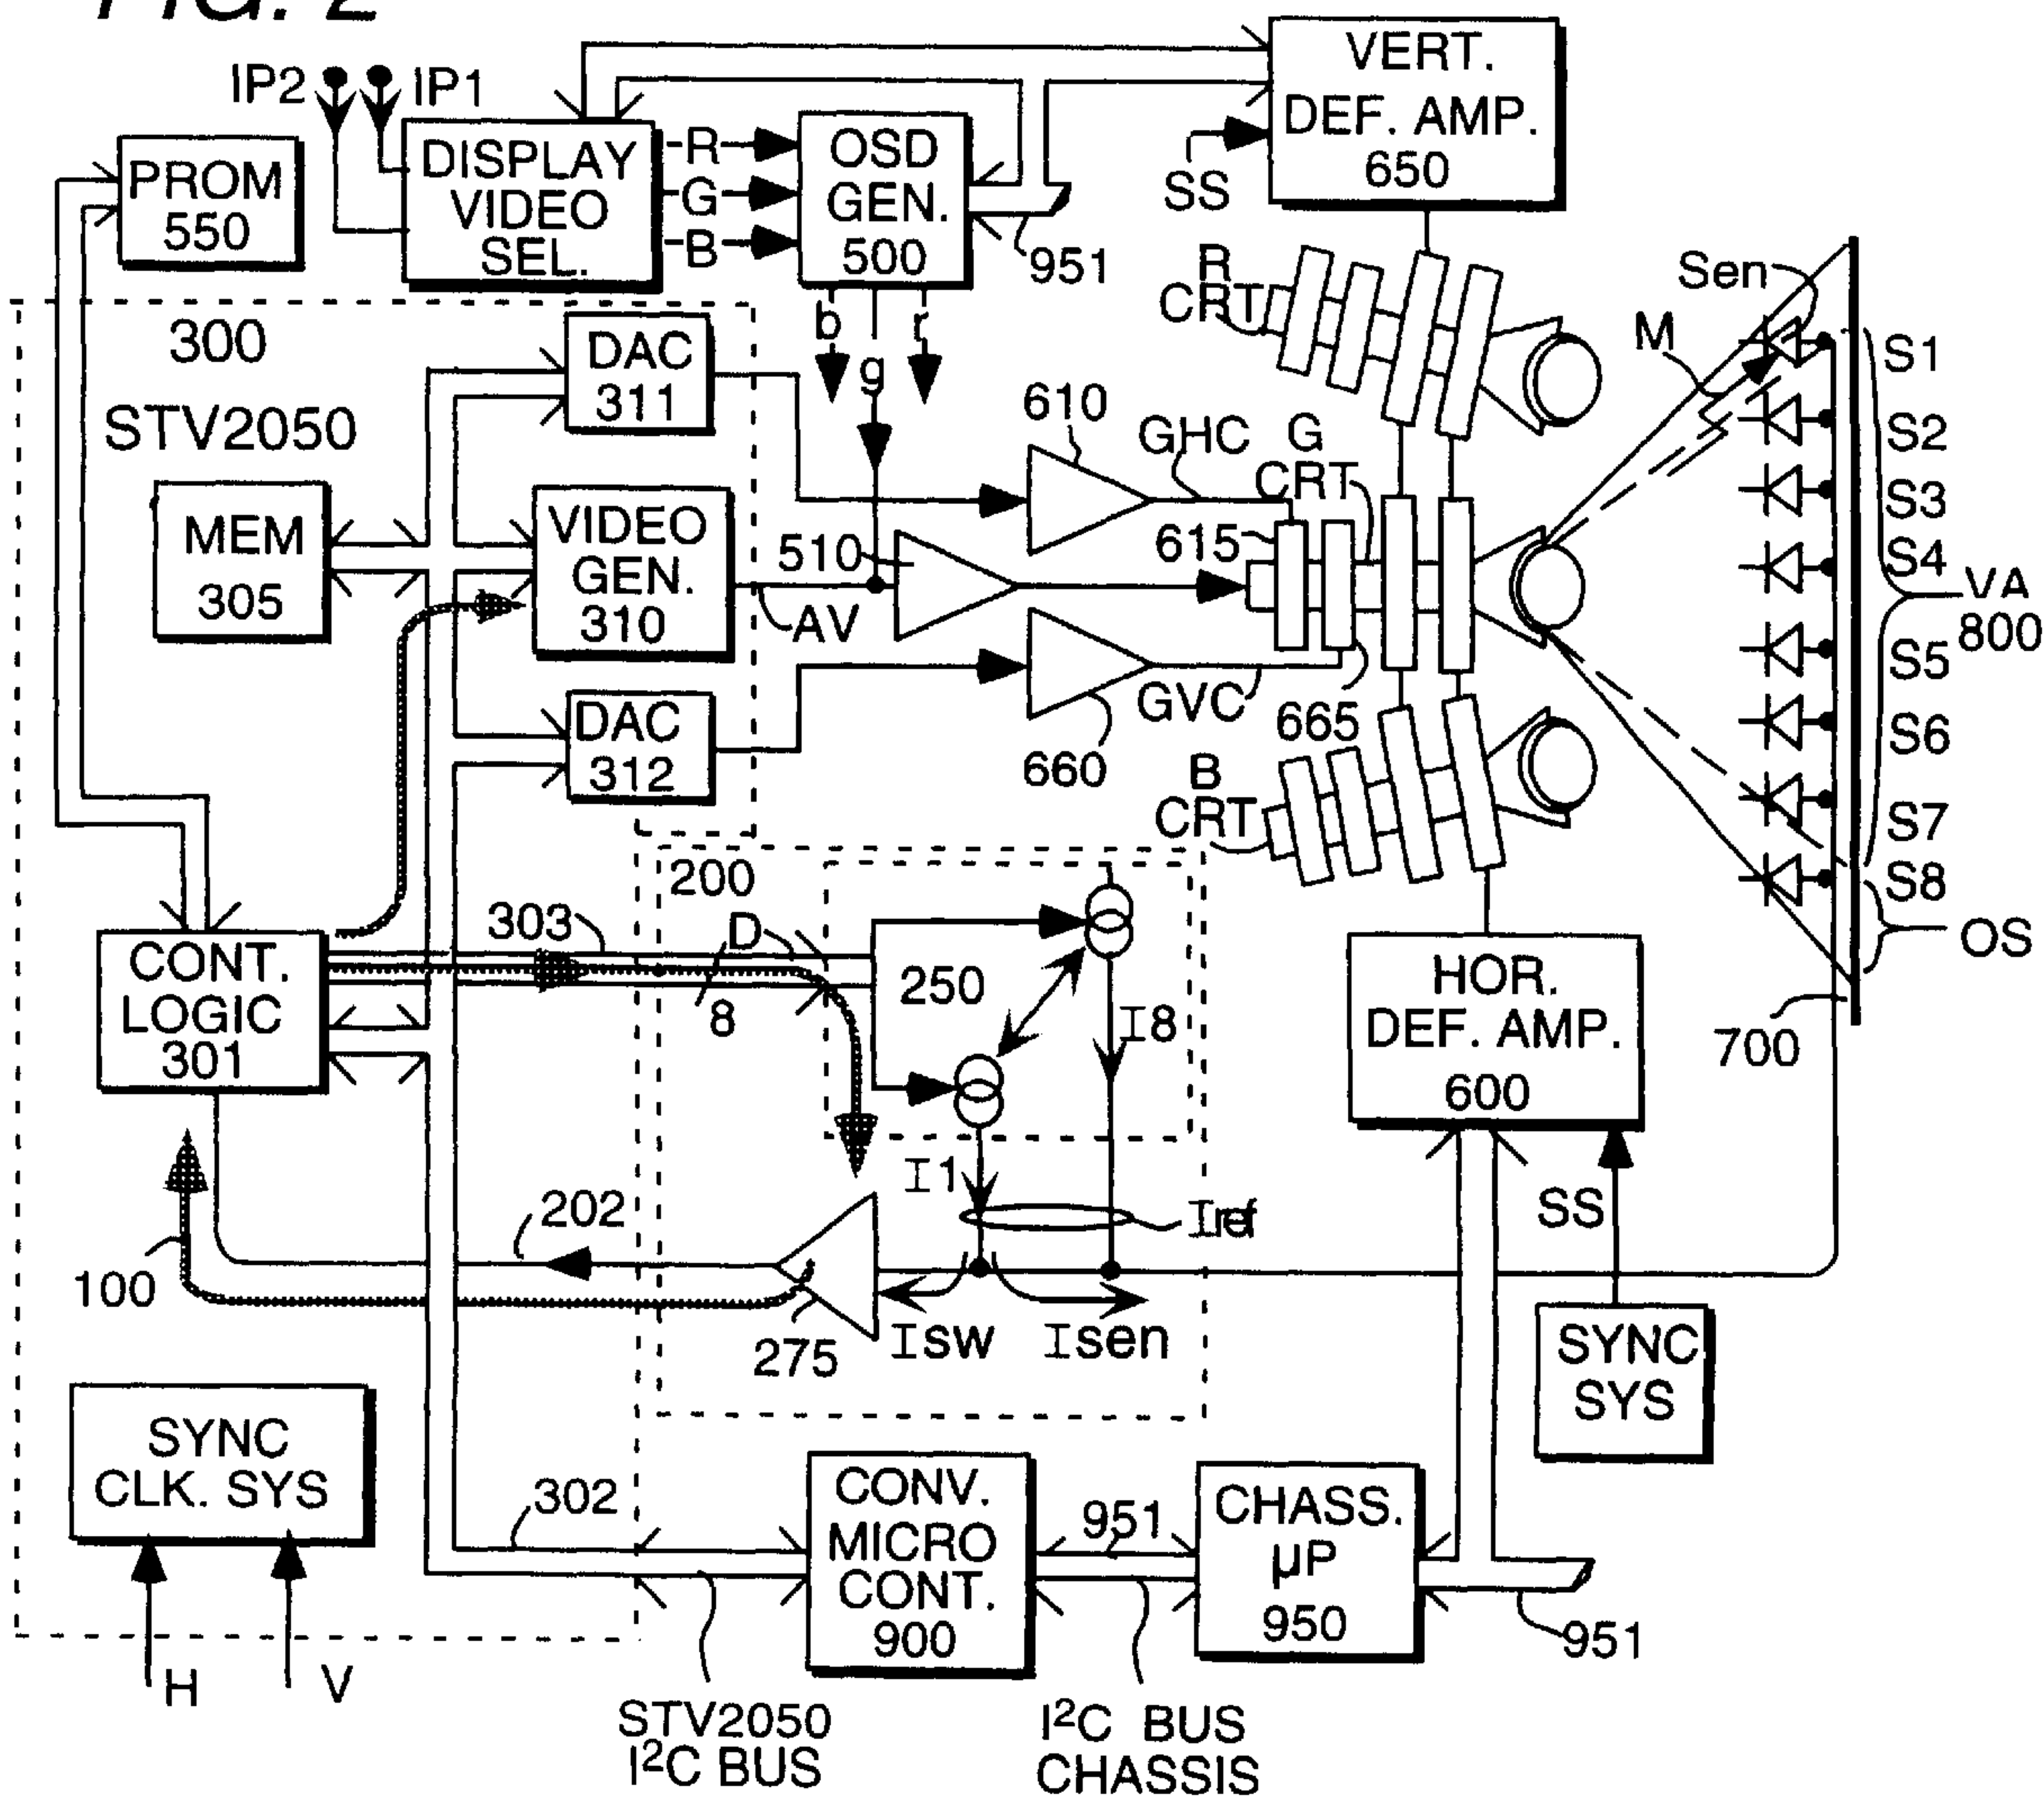 FIG. 2
IP2
IP1
PROM
550
DISPLAY
VIDEO
SEL.
R
G
B
OSD
GEN.
500
951
VERT.
DEF. AMP.
650
SS
300
STV2050
DAC
311
b
g
r
MEM
305
VIDEO
GEN.
310
510
AV
DAC
312
610
GHC
G
CRT
615
GVC
665
660
R
CRT
B
CRT
Sen
M
S1
S2
S3
S4
S5
S6
S7
S8
VA
800
OS
700
200
303
D
8
250
I8
I1
Iref
Isw
Isen
275
202
100
CONT.
LOGIC
301
HOR.
DEF. AMP.
600
SS
SYNC
SYS
SYNC
CLK. SYS
H
V
302
CONV.
MICRO
CONT.
900
951
CHASS.
µP
950
951
STV2050
I²C BUS
I²C BUS
CHASSIS